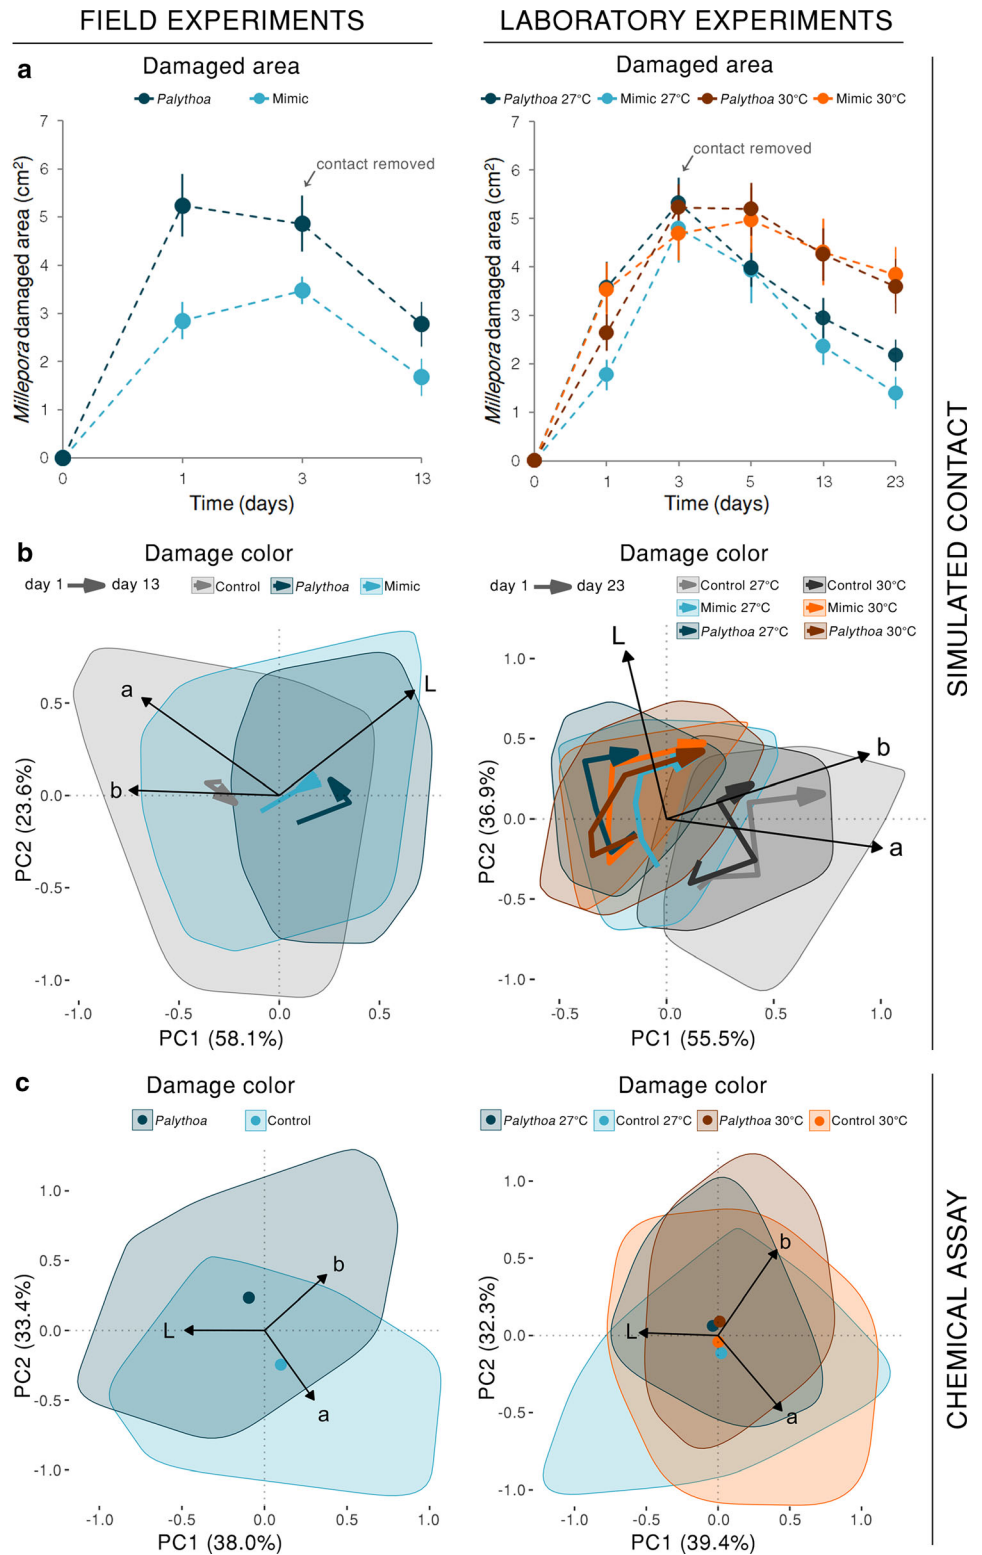 FIELD EXPERIMENTS
LABORATORY EXPERIMENTS
a
Damaged area
Palythoa Mimic
7
6
5
4
3
2
1
0
Millepora damaged area (cm²)
contact removed
0 1 3 13
Time (days)
Damaged area
Palythoa 27°C Mimic 27°C Palythoa 30°C Mimic 30°C
7
6
5
4
3
2
1
0
Millepora damaged area (cm²)
contact removed
0 1 3 5 13 23
Time (days)
SIMULATED CONTACT
b
Damage color
day 1 day 13 Control Palythoa Mimic
a
L
b
0.5
0.0
-0.5
-1.0
PC2 (23.6%)
-1.0 -0.5 0.0 0.5
PC1 (58.1%)
Damage color
day 1 day 23
Control 27°C Control 30°C
Mimic 27°C Mimic 30°C
Palythoa 27°C Palythoa 30°C
L
b
a
1.0
0.5
0.0
-0.5
-1.0
PC2 (36.9%)
-0.5 0.0 0.5 1.0
PC1 (55.5%)
c
Damage color
Palythoa Control
b
L
a
1.0
0.5
0.0
-0.5
-1.0
PC2 (33.4%)
-1.0 -0.5 0.0 0.5 1.0
PC1 (38.0%)
Damage color
Palythoa 27°C Control 27°C Palythoa 30°C Control 30°C
b
L
a
1.0
0.5
0.0
-0.5
-1.0
PC2 (32.3%)
-1.0 -0.5 0.0 0.5 1.0
PC1 (39.4%)
CHEMICAL ASSAY